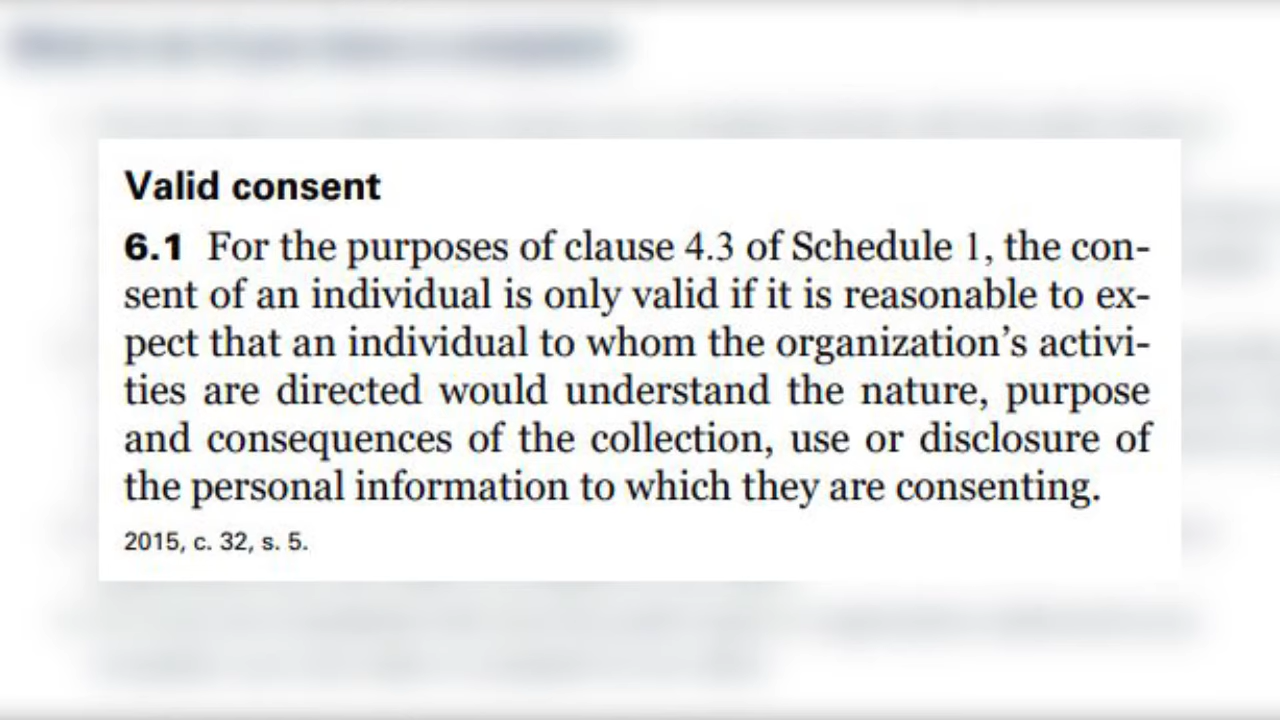 Valid consent
6.1 For the purposes of clause 4.3 of Schedule 1, the con-
sent of an individual is only valid if it is reasonable to ex-
pect that an individual to whom the organization's activi-
ties are directed would understand the nature, purpose
and consequences of the collection, use or disclosure of
the personal information to which they are consenting.
2015, c. 32, s. 5.